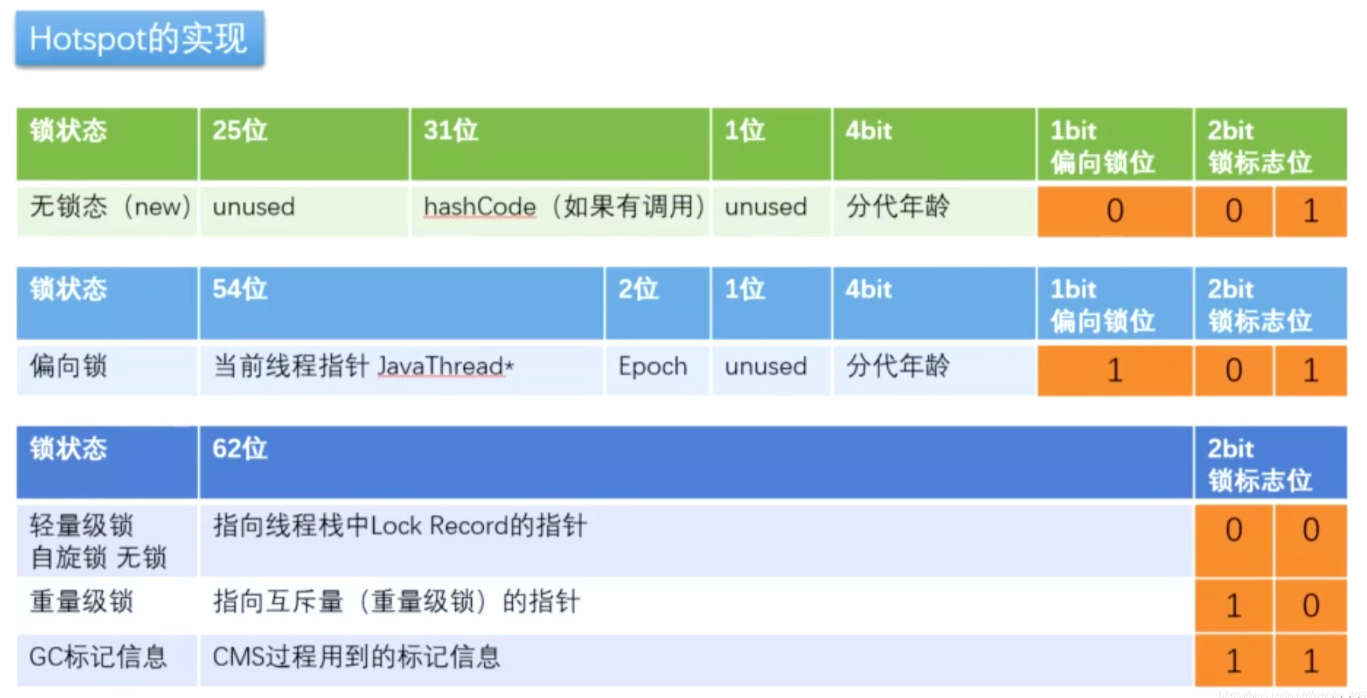 Hotspot的实现
锁状态 25位 31位 1位 4bit 1bit 2bit
偏向锁位 锁标志位
无锁态（new） unused hashCode（如果有调用） unused 分代年龄 0 0 1
锁状态 54位 2位 1位 4bit 1bit 2bit
偏向锁位 锁标志位
偏向锁 当前线程指针 JavaThread* Epoch unused 分代年龄 1 0 1
锁状态 62位 2bit
锁标志位
轻量级锁 指向线程栈中Lock Record的指针 0 0
自旋锁 无锁
重量级锁 指向互斥量（重量级锁）的指针 1 0
GC标记信息 CMS过程用到的标记信息 1 1